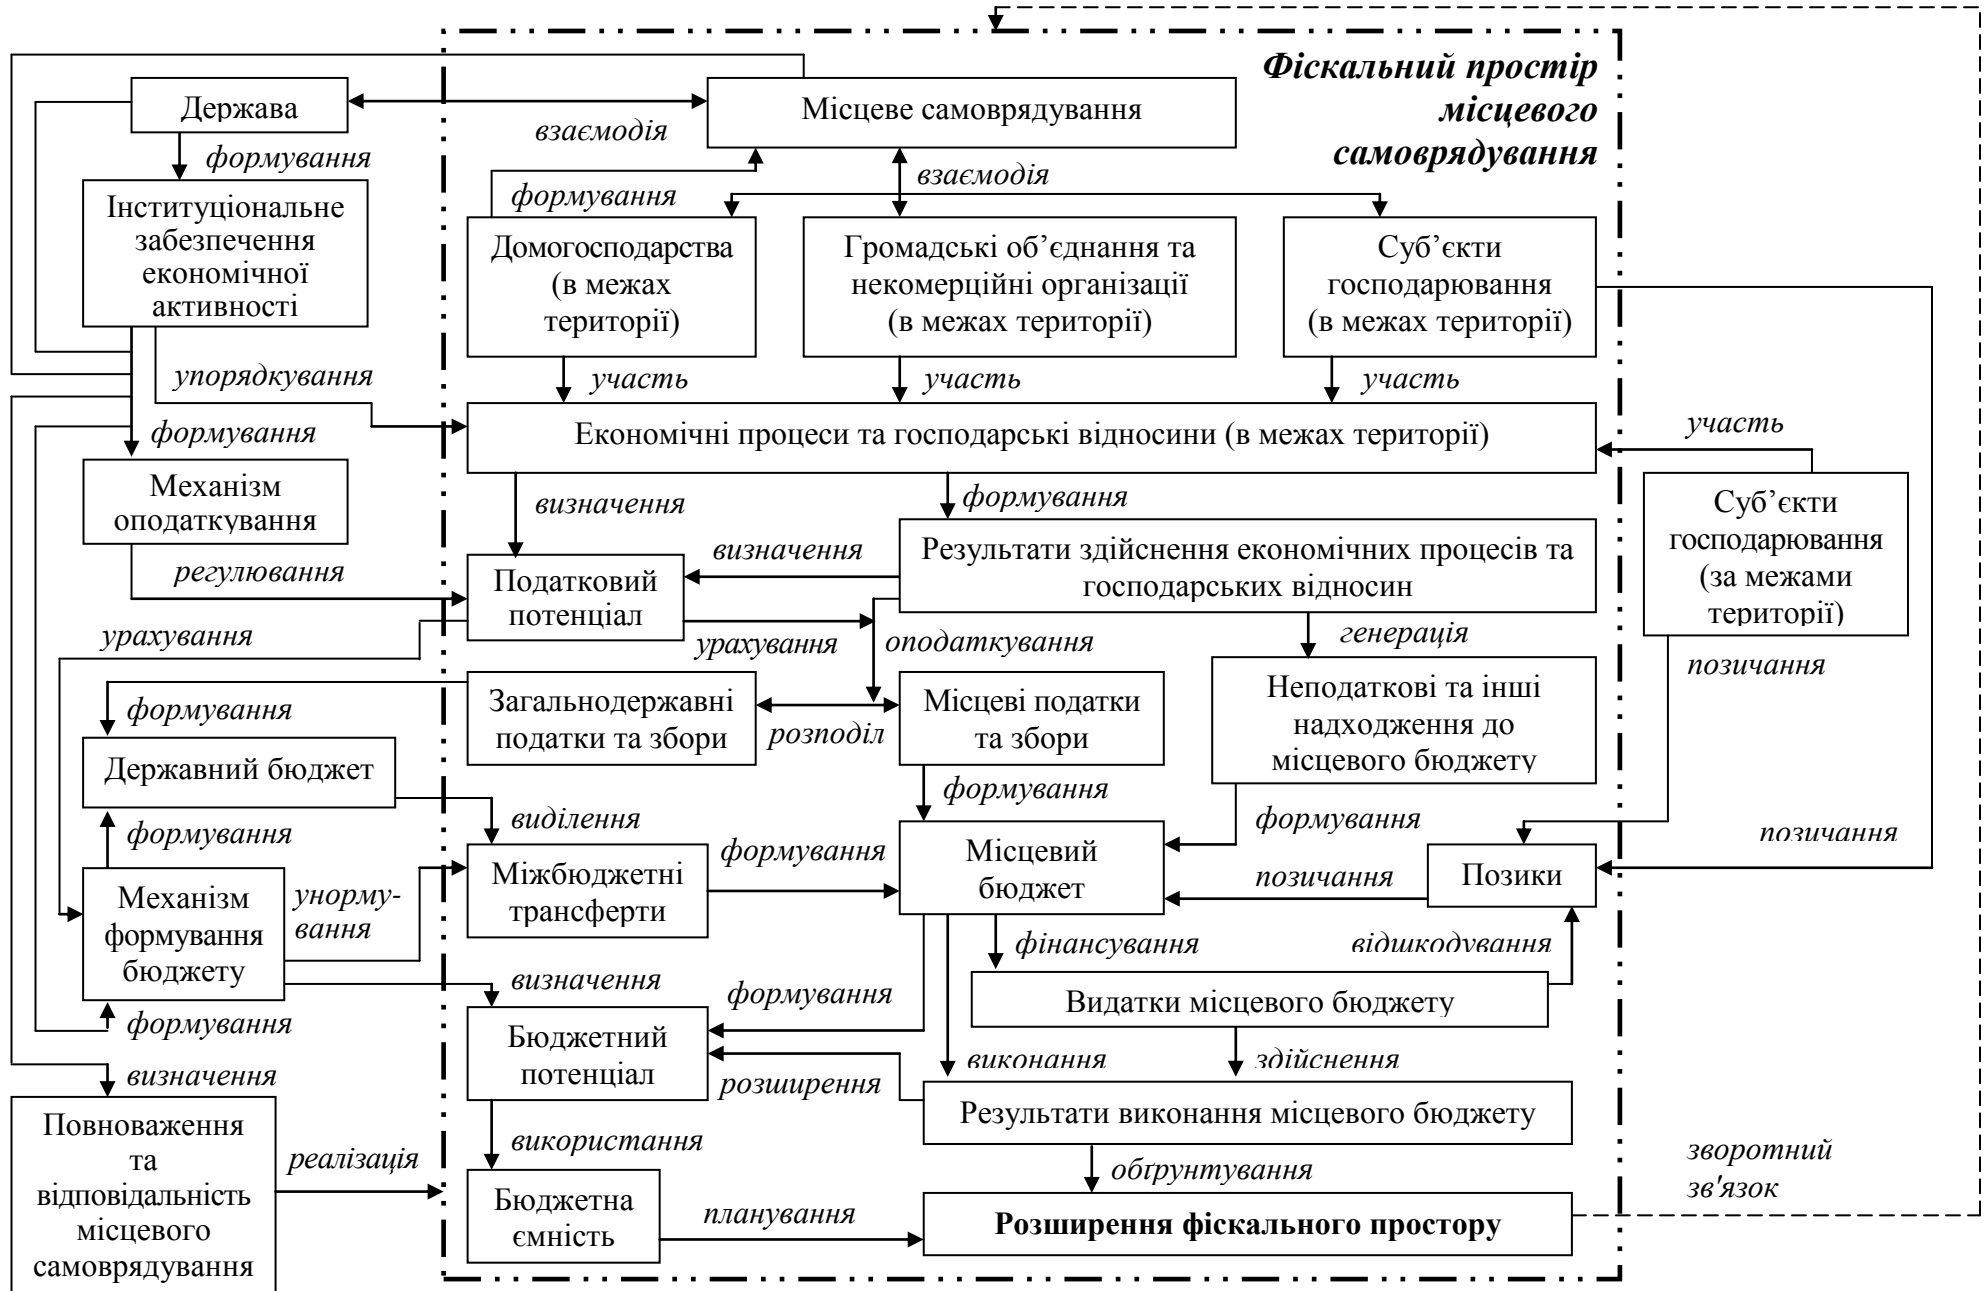 Фіскальний простір
місцевого
самоврядування
Держава
взаємодія
Місцеве самоврядування
формування
Інституціональне
забезпечення
економічної
активності
формування
взаємодія
Домогосподарства
(в межах
території)
Громадські об’єднання та
некомерційні організації
(в межах території)
Суб’єкти
господарювання
(в межах території)
упорядкування
участь
участь
участь
формування
Економічні процеси та господарські відносини (в межах території)
участь
Механізм
оподаткування
визначення
формування
Суб’єкти
господарювання
(за межами
території)
регулювання
Податковий
потенціал
визначення
Результати здійснення економічних процесів та
господарських відносин
урахування
урахування
оподаткування
генерація
позичання
формування
Загальнодержавні
податки та збори
розподіл
Місцеві податки
та збори
Неподаткові та інші
надходження до
місцевого бюджету
Державний бюджет
виділення
формування
формування
позичання
формування
Механізм
формування
бюджету
унорму-
вання
Міжбюджетні
трансферти
формування
Місцевий
бюджет
позичання
Позики
фінансування
відшкодування
визначення
формування
Видатки місцевого бюджету
формування
Бюджетний
потенціал
розширення
виконання
здійснення
визначення
Результати виконання місцевого бюджету
Повноваження
та
відповідальність
місцевого
самоврядування
реалізація
використання
обґрунтування
зворотний
зв'язок
Бюджетна
ємність
планування
Розширення фіскального простору